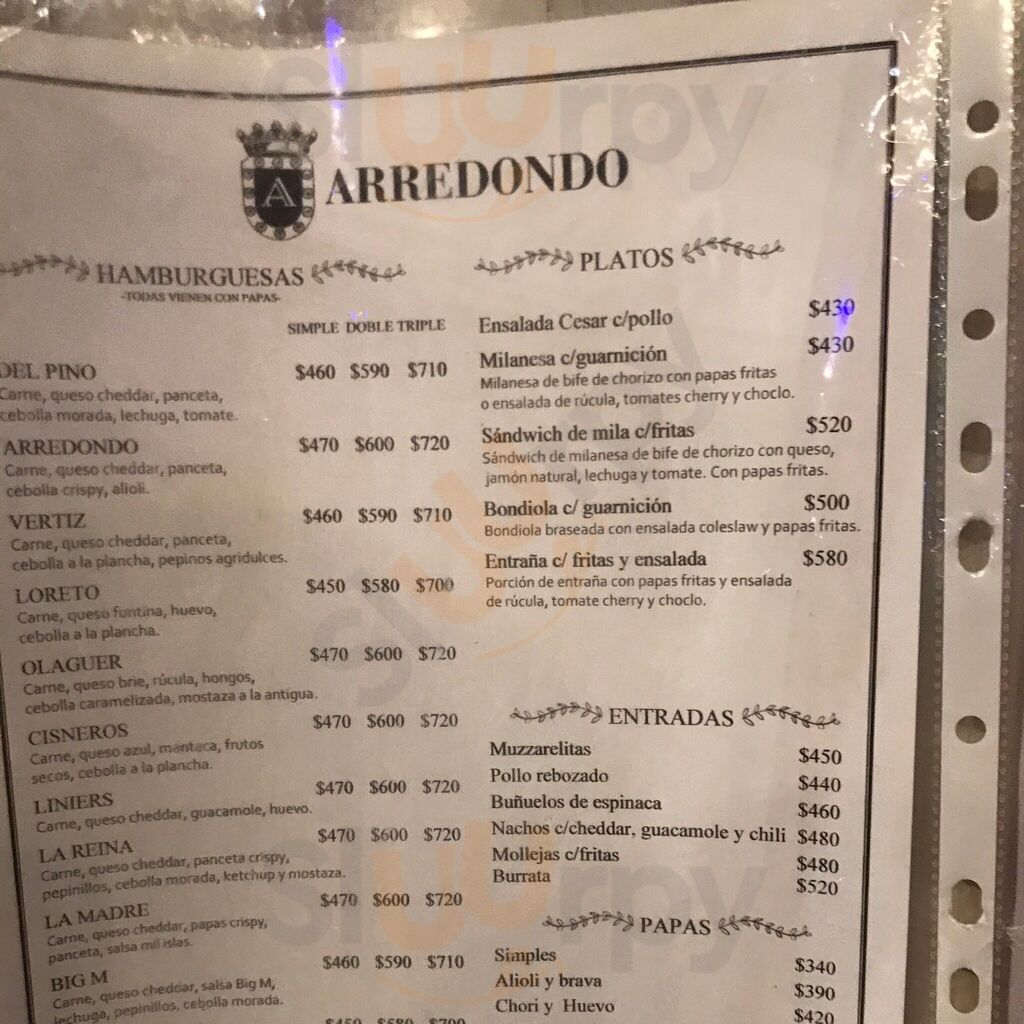 ARREDONDO
HAMBURGUESAS
-TODAS VIENEN CON PAPAS-
SIMPLE DOBLE TRIPLE
DEL PINO $460 $590 $710
Carne, queso cheddar, panceta,
cebolla morada, lechuga, tomate.
ARREDONDO $470 $600 $720
Carne, queso cheddar, panceta,
cebolla crispy, alioli.
VERTIZ $460 $590 $710
Carne, queso cheddar, panceta,
cebolla a la plancha, pepinos agridulces.
LORETO $450 $580 $700
Carne, queso funtina, huevo,
cebolla a la plancha.
OLAGUER $470 $600 $720
Carne, queso brie, rúcula, hongos,
cebolla caramelizada, mostaza a la antigua.
CISNEROS $470 $600 $720
Carne, queso azul, manteca, frutos
secos, cebolla a la plancha.
LINIERS $470 $600 $720
Carne, queso cheddar, guacamole, huevo.
LA REINA $470 $600 $720
Carne, queso cheddar, panceta crispy,
pepinillos, cebolla morada, ketchup y mostaza.
LA MADRE $470 $600 $720
Carne, queso cheddar, papas crispy,
panceta, salsa mil islas.
BIG M $460 $590 $710
Carne, queso cheddar, salsa Big M,
lechuga, pepinillos, cebolla morada.
$450 $580 $700
PLATOS
Ensalada Cesar c/pollo $430
Milanesa c/guarnición $430
Milanesa de bife de chorizo con papas fritas
o ensalada de rúcula, tomates cherry y choclo.
Sándwich de mila c/fritas $520
Sándwich de milanesa de bife de chorizo con queso,
jamón natural, lechuga y tomate. Con papas fritas.
Bondiola c/ guarnición $500
Bondiola braseada con ensalada coleslaw y papas fritas.
Entraña c/ fritas y ensalada $580
Porción de entraña con papas fritas y ensalada
de rúcula, tomate cherry y choclo.
ENTRADAS
Muzzarelitas $450
Pollo rebozado $440
Buñuelos de espinaca $460
Nachos c/cheddar, guacamole y chili $480
Mollejas c/fritas $480
Burrata $520
PAPAS
Simples $340
Alioli y brava $390
Chori y Huevo $420
sluurpy
sluurpy
sluurpy